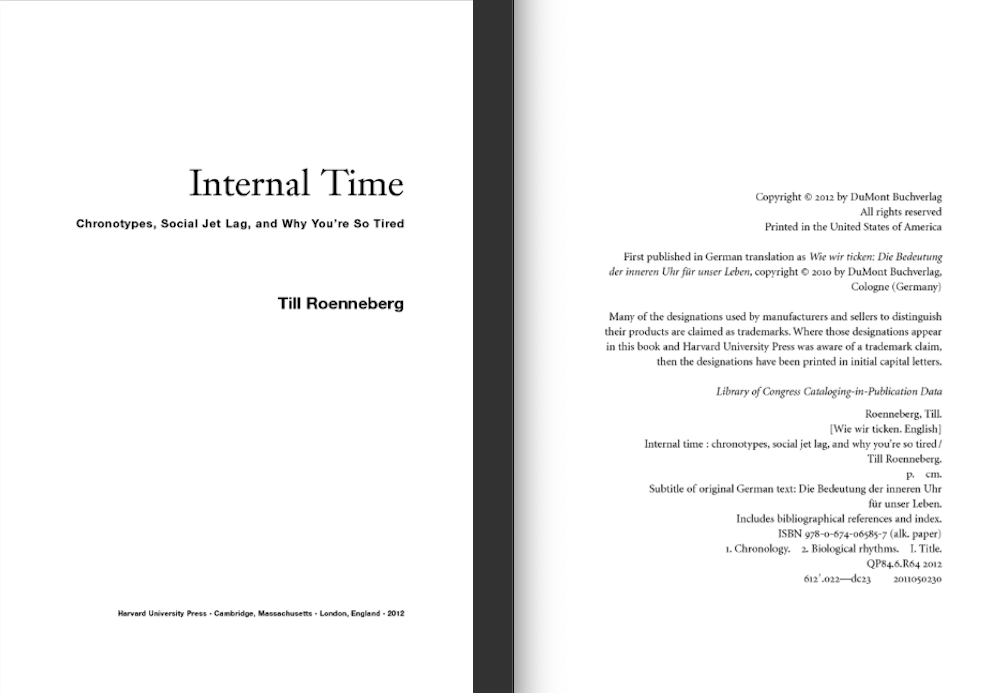 Internal Time
Chronotypes, Social Jet Lag, and Why You're So Tired
Till Roenneberg
Harvard University Press · Cambridge, Massachusetts · London, England · 2012
Copyright © 2012 by DuMont Buchverlag
All rights reserved
Printed in the United States of America
First published in German translation as Wie wir ticken: Die Bedeutung
der inneren Uhr für unser Leben, copyright © 2010 by DuMont Buchverlag,
Cologne (Germany)
Many of the designations used by manufacturers and sellers to distinguish
their products are claimed as trademarks. Where those designations appear
in this book and Harvard University Press was aware of a trademark claim,
then the designations have been printed in initial capital letters.
Library of Congress Cataloging-in-Publication Data
Roenneberg, Till.
[Wie wir ticken. English]
Internal time : chronotypes, social jet lag, and why you're so tired /
Till Roenneberg.
p. cm.
Subtitle of original German text: Die Bedeutung der inneren Uhr
für unser Leben.
Includes bibliographical references and index.
ISBN 978-0-674-06585-7 (alk. paper)
1. Chronology. 2. Biological rhythms. I. Title.
QP84.6.R64 2012
612'.022—dc23 2011050230